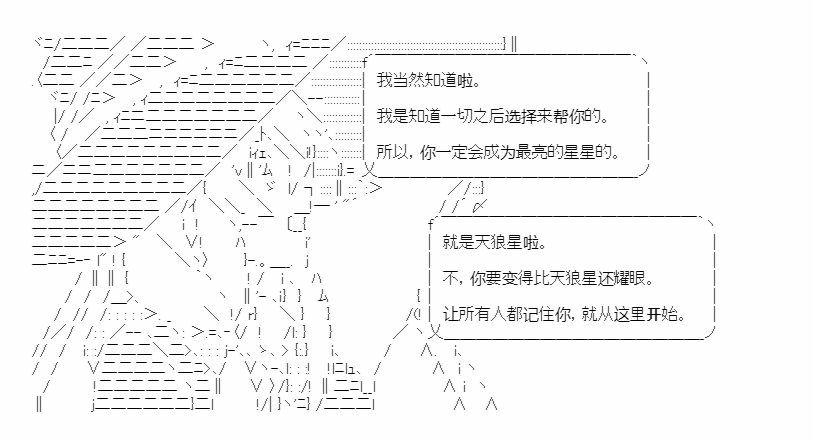 我当然知道啦。
我是知道一切之后选择来帮你的。
所以，你一定会成为最亮的星星的。
就是天狼星啦。
不，你要变得比天狼星还耀眼。
让所有人都记住你，就从这里开始。